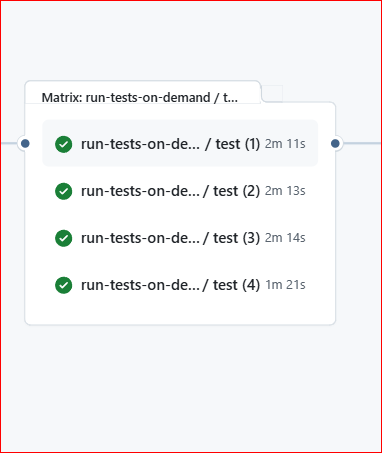 Matrix: run-tests-on-demand / t...
run-tests-on-de... / test (1) 2m 11s
run-tests-on-de... / test (2) 2m 13s
run-tests-on-de... / test (3) 2m 14s
run-tests-on-de... / test (4) 1m 21s